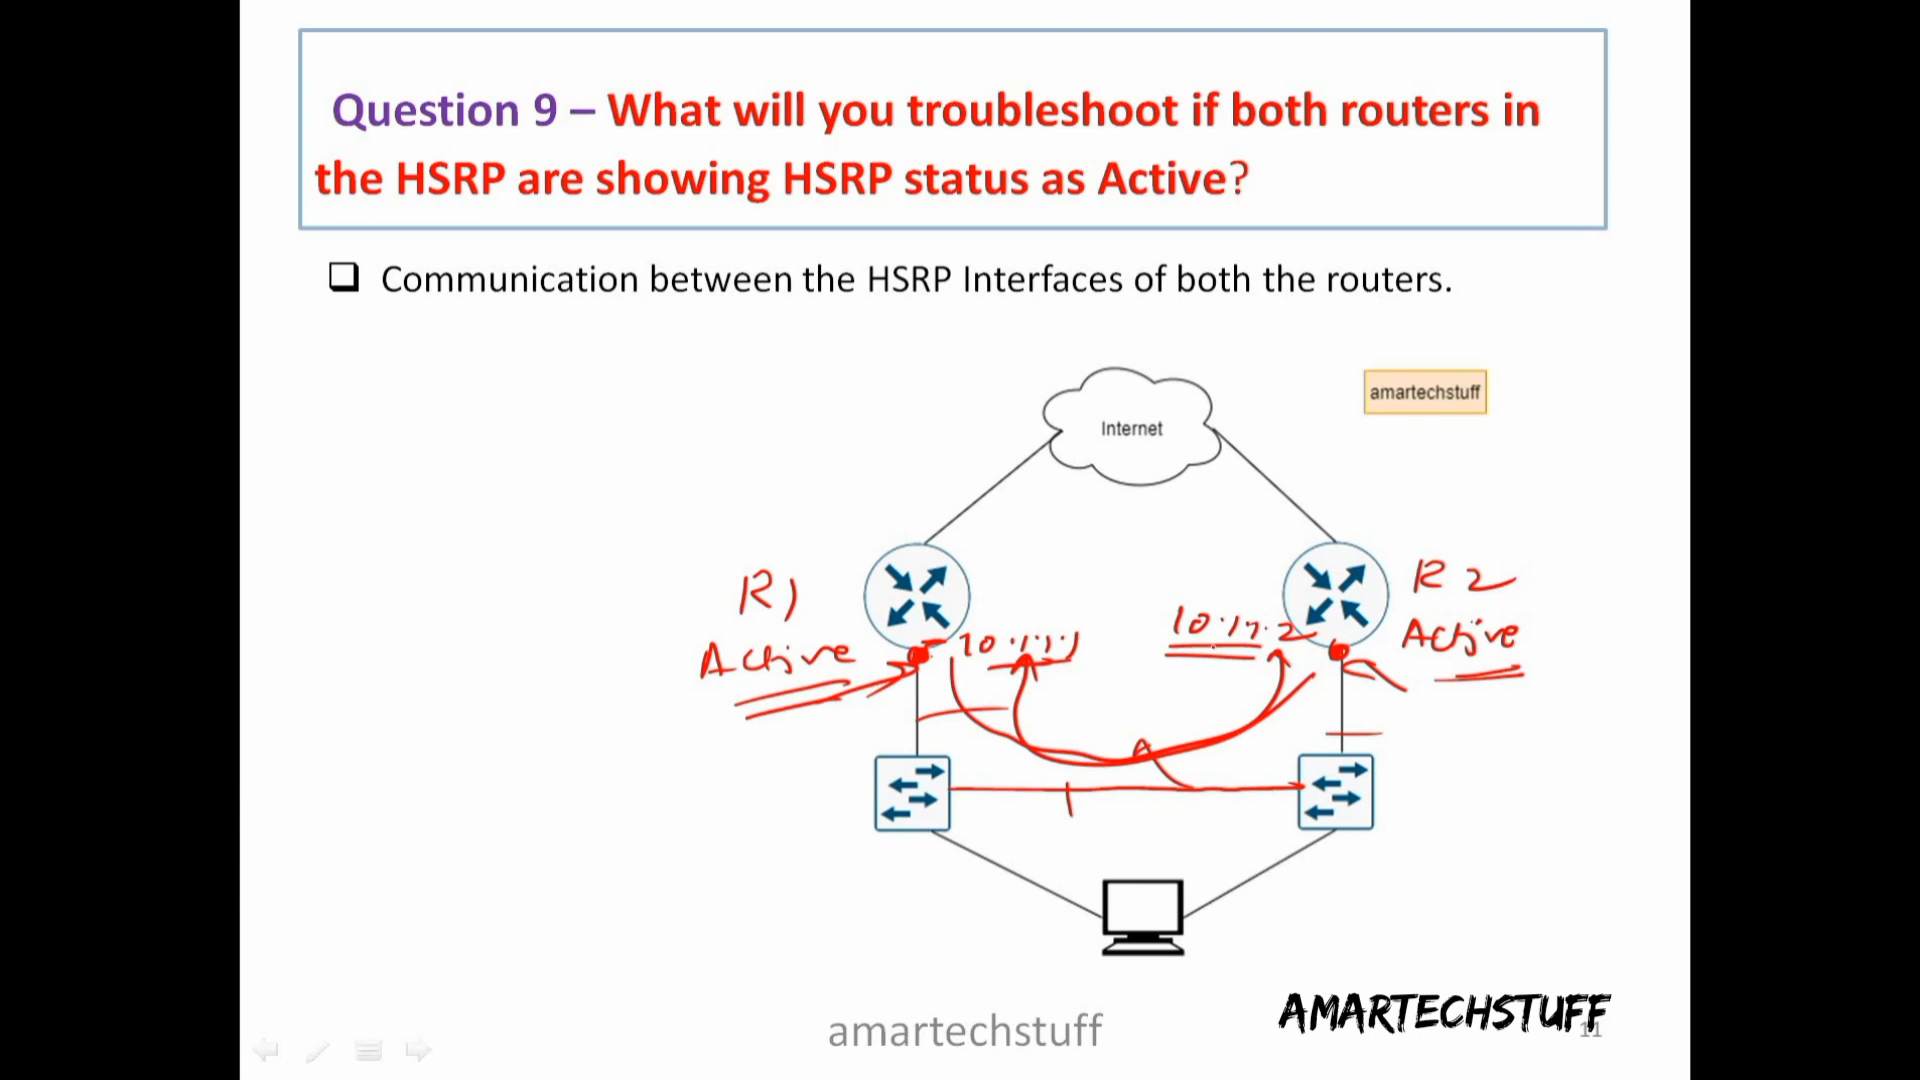 Question 9 – What will you troubleshoot if both routers in
the HSRP are showing HSRP status as Active?
❑ Communication between the HSRP Interfaces of both the routers.
amartechstuff
Internet
R1
R2
Active
10.1.1.1
10.1.1.2
Active
amartechstuff
AMARTECHSTUFF
11